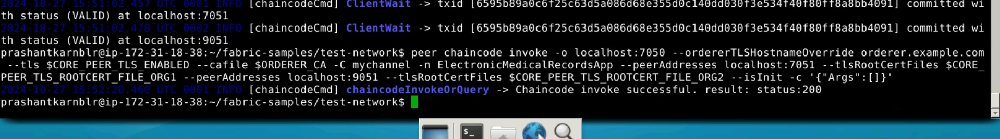 2024-10-27 15:51:02.457 UTC 0001 INFO [chaincodeCmd] ClientWait -> txid [6595b89a0c6f25c63d5a086d68e355d0c140dd030f3e534f40f80ff8a8bb4091] committed wi
th status (VALID) at localhost:7051
2024-10-27 15:51:02.478 UTC 0002 INFO [chaincodeCmd] ClientWait -> txid [6595b89a0c6f25c63d5a086d68e355d0c140dd030f3e534f40f80ff8a8bb4091] committed wi
th status (VALID) at localhost:9051
prashantkarnblr@ip-172-31-18-38:~/fabric-samples/test-network$ peer chaincode invoke -o localhost:7050 --ordererTLSHostnameOverride orderer.example.com
--tls $CORE_PEER_TLS_ENABLED --cafile $ORDERER_CA -C mychannel -n ElectronicMedicalRecordsApp --peerAddresses localhost:7051 --tlsRootCertFiles $CORE_
PEER_TLS_ROOTCERT_FILE_ORG1 --peerAddresses localhost:9051 --tlsRootCertFiles $CORE_PEER_TLS_ROOTCERT_FILE_ORG2 --isInit -c '{"Args":[]}'
2024-10-27 15:52:20.460 UTC 0001 INFO [chaincodeCmd] chaincodeInvokeOrQuery -> Chaincode invoke successful. result: status:200
prashantkarnblr@ip-172-31-18-38:~/fabric-samples/test-network$
$_